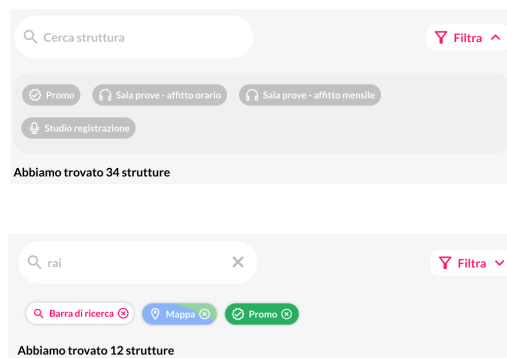 Cerca struttura
Filtra
Promo
Sala prove - affitto orario
Sala prove - affitto mensile
Studio registrazione
Abbiamo trovato 34 strutture
rai
Filtra
Barra di ricerca
Mappa
Promo
Abbiamo trovato 12 strutture